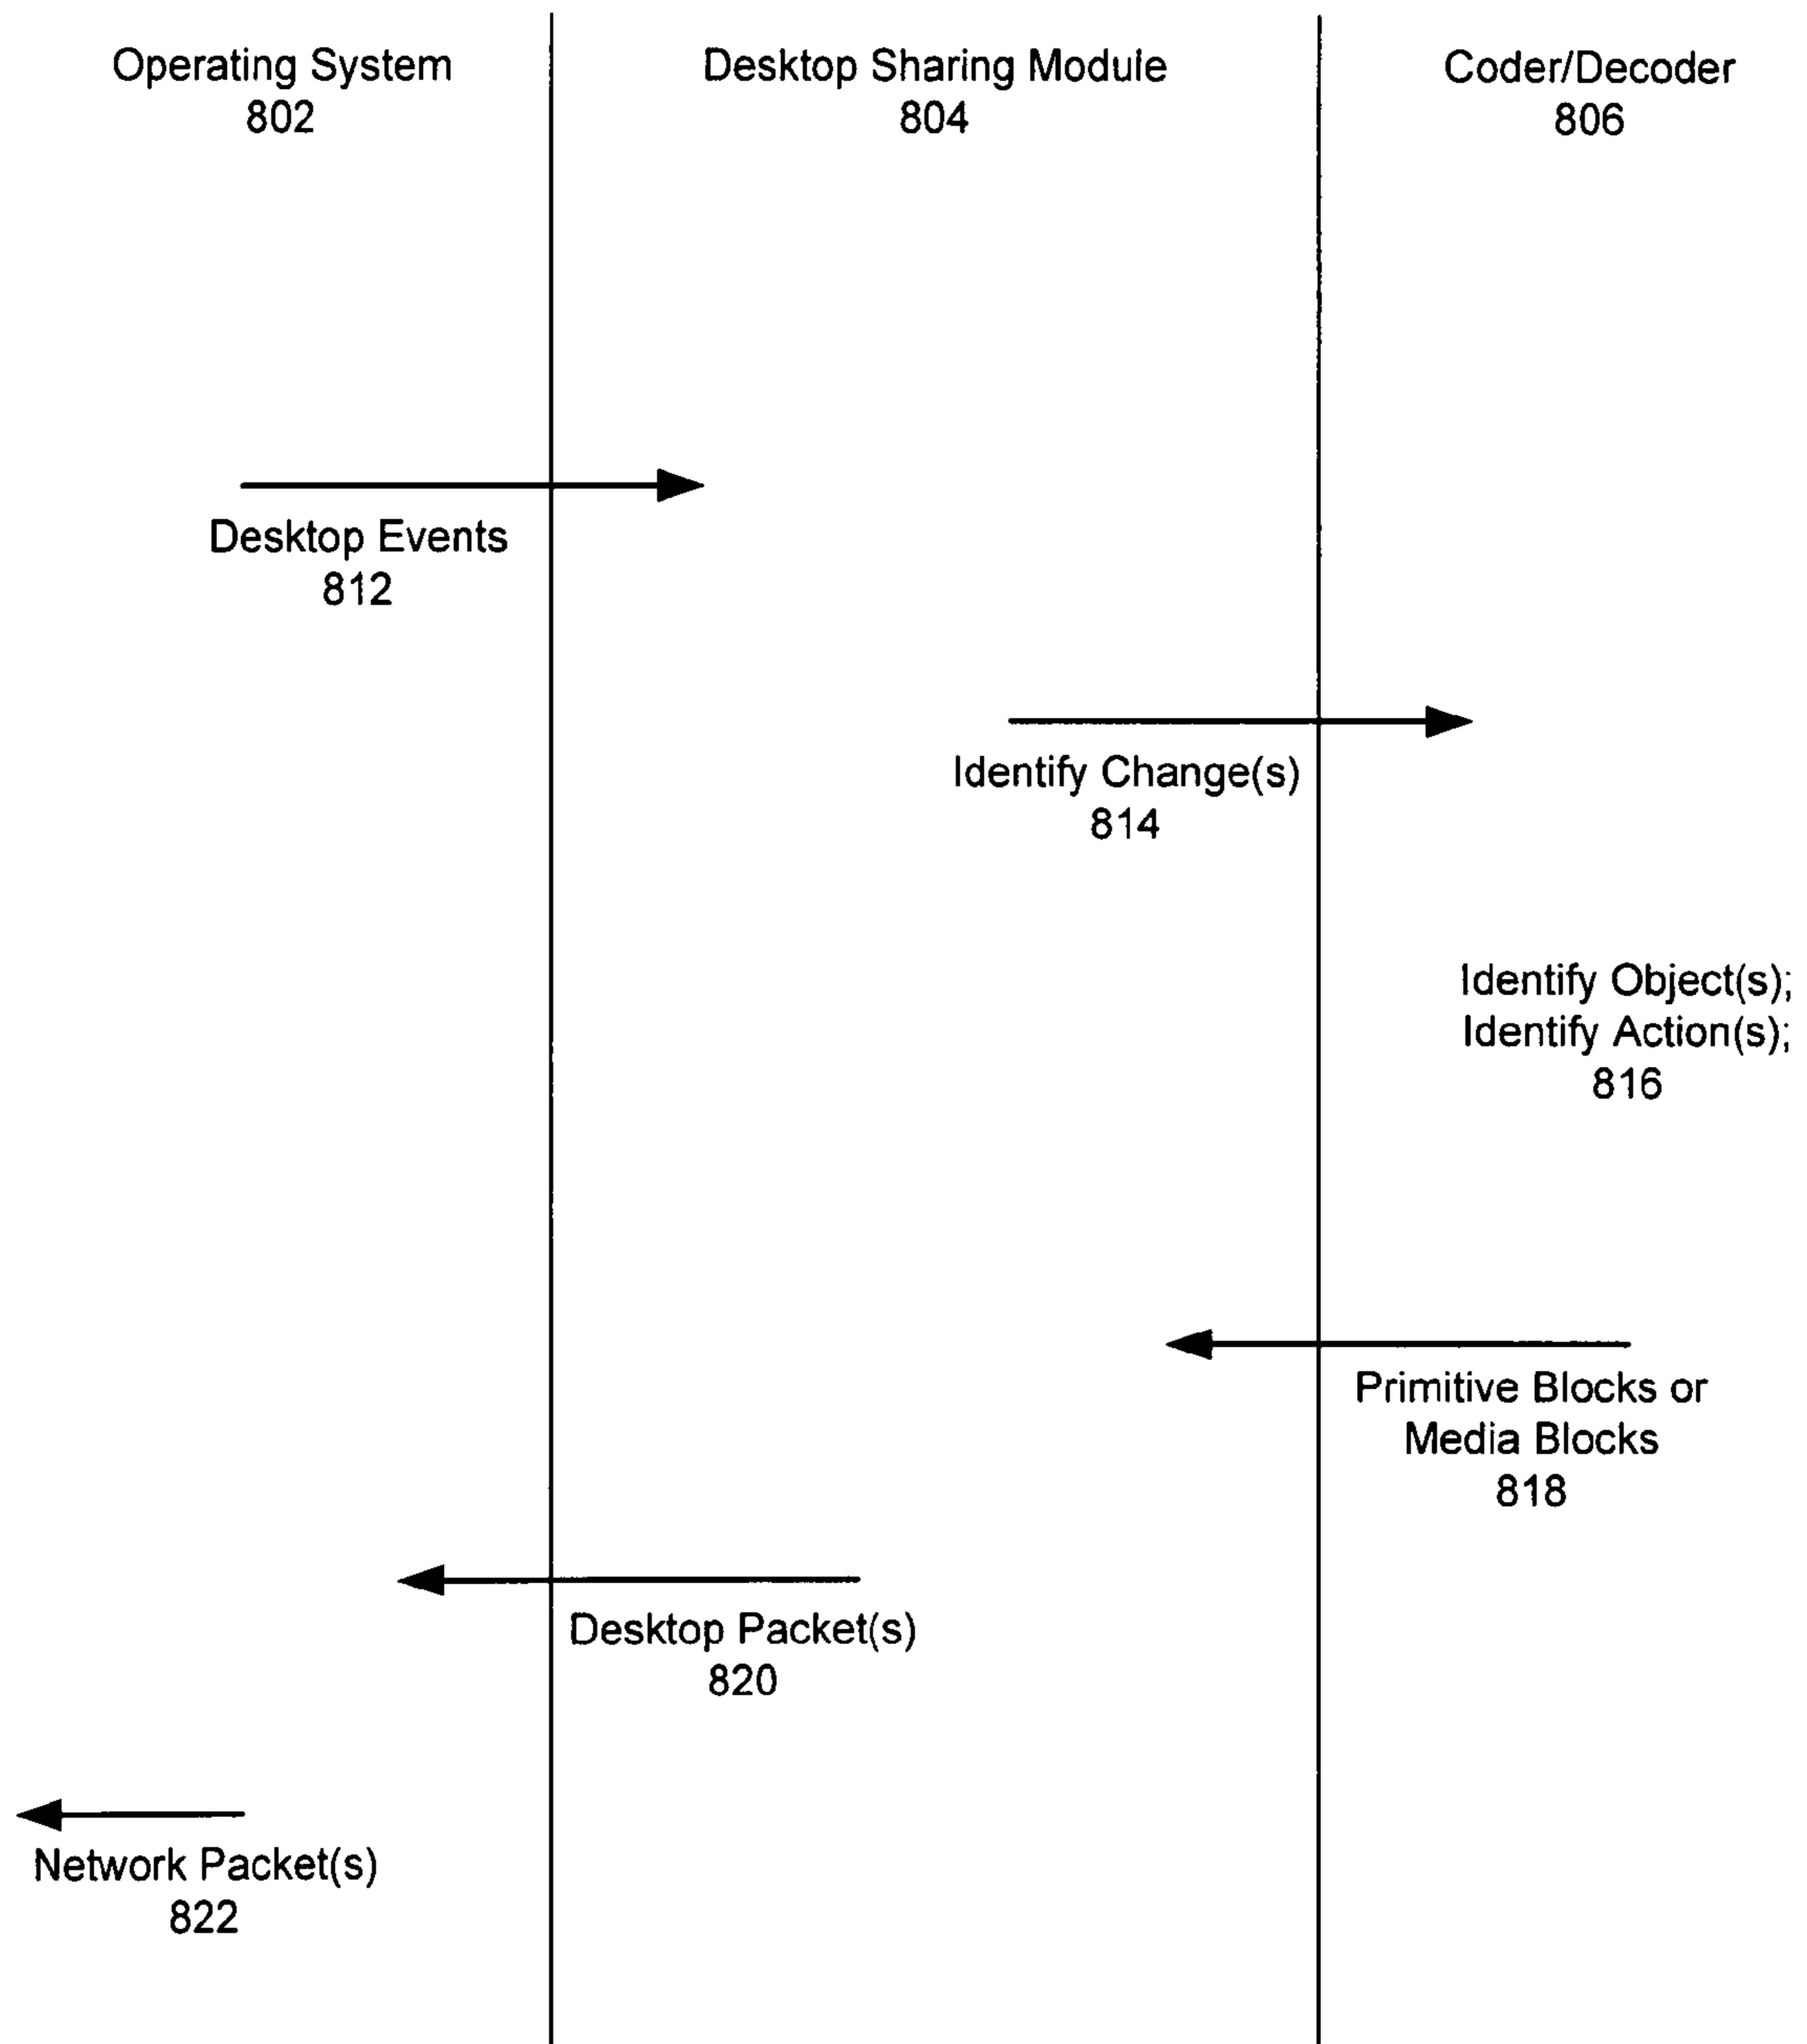 Operating System
802
Desktop Sharing Module
804
Coder/Decoder
806
Desktop Events
812
Identify Change(s)
814
Identify Object(s);
Identify Action(s);
816
Primitive Blocks or
Media Blocks
818
Desktop Packet(s)
820
Network Packet(s)
822